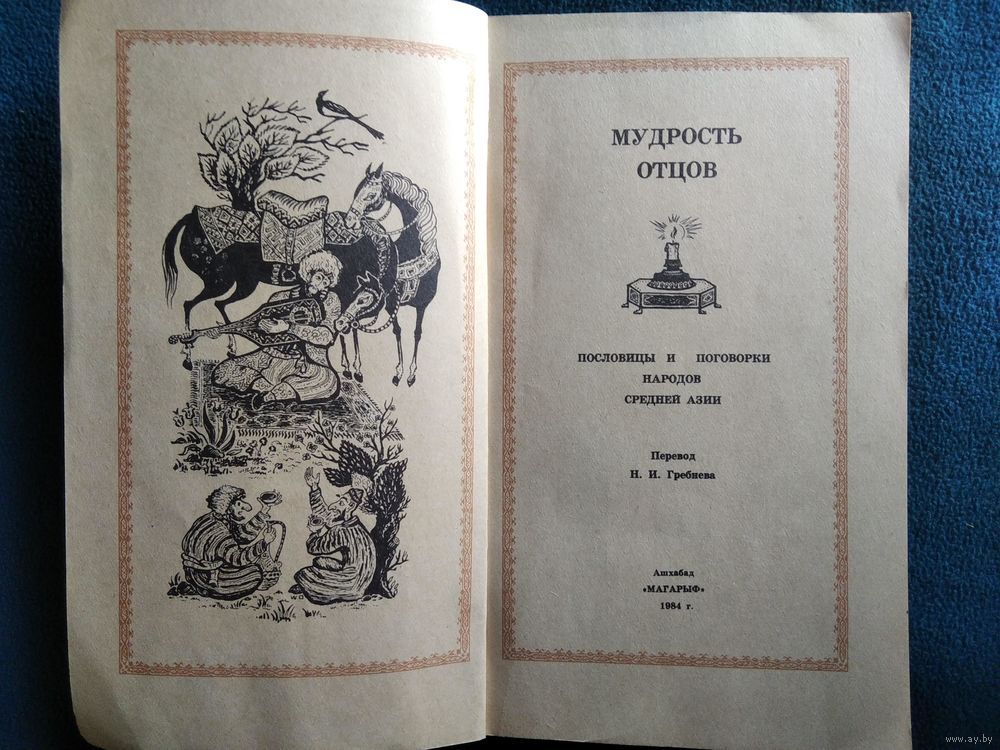 МУДРОСТЬ
ОТЦОВ
ПОСЛОВИЦЫ И ПОГОВОРКИ
НАРОДОВ
СРЕДНЕЙ АЗИИ
Перевод
Н. И. Гребнева
Ашхабад
«МАГАРЫФ»
1984 г.
www.ay.by